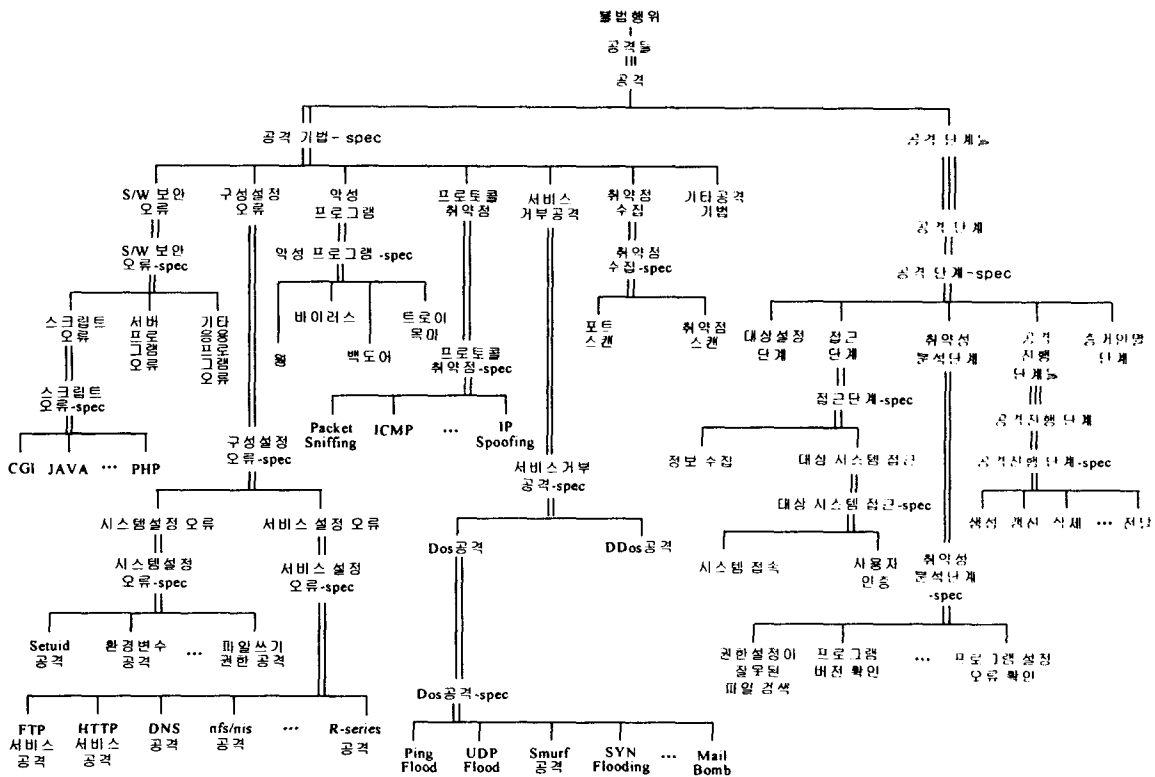 불법행위
공격들
공격
공격 기법- spec
공격 단계들
S/W 보안
오류
구성설정
오류
악성
프로그램
프로토콜
취약점
서비스
거부공격
취약점
수집
기타공격
기법
S/W 보안
오류-spec
악성 프로그램 -spec
취약점
수집-spec
공격 단계
공격 단계-spec
스크립트
오류
서버
프로
그램
오류
기타
응용
프로그램
오류
웜
바이러스
백도어
트로이
목마
포트
스캔
취약점
스캔
대상설정
단계
접근
단계
취약성
분석단계
공격
진행
단계들
증거인멸
단계
프로토콜
취약점-spec
스크립트
오류-spec
접근단계-spec
공격진행 단계
CGI JAVA ··· PHP
Packet
Sniffing
ICMP
···
IP
Spoofing
구성설정
오류-spec
서비스거부
공격-spec
정보 수집
대상 시스템 접근
공격진행 단계-spec
시스템설정 오류
서비스 설정 오류
대상 시스템 접근-spec
생성 갱신 삭제 ··· 전달
시스템설정
오류-spec
서비스 설정
오류-spec
Dos공격
DDos공격
시스템 접속
사용자
인증
취약성
분석단계
-spec
Setuid
공격
환경변수
공격
···
파일쓰기
권한 공격
권한설정이
잘못된
파일 검색
프로그램
버전 확인
···
프로그램 설정
오류 확인
Dos공격-spec
FTP
서비스
공격
HTTP
서비스
공격
DNS
공격
nfs/nis
공격
···
R-series
공격
Ping
Flood
UDP
Flood
Smurf
공격
SYN
Flooding
···
Mail
Bomb